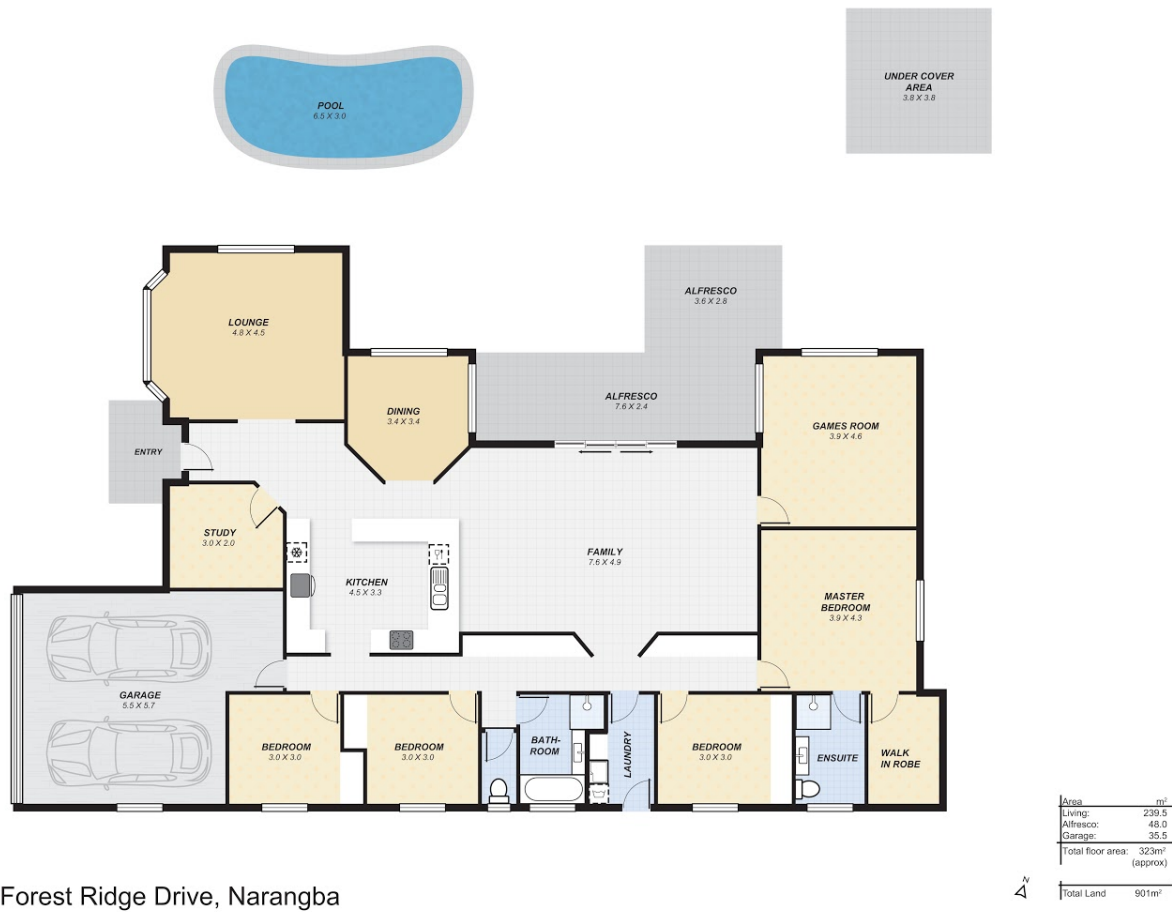 POOL
6.5 X 3.0
UNDER COVER
AREA
3.8 X 3.8
LOUNGE
4.8 X 4.5
ALFRESCO
3.6 X 2.8
DINING
3.4 X 3.4
ALFRESCO
7.6 X 2.4
GAMES ROOM
3.9 X 4.6
ENTRY
STUDY
3.0 X 2.0
KITCHEN
4.5 X 3.3
FAMILY
7.6 X 4.9
MASTER
BEDROOM
3.9 X 4.3
GARAGE
5.5 X 5.7
BEDROOM
3.0 X 3.0
BEDROOM
3.0 X 3.0
BATH-
ROOM
LAUNDRY
BEDROOM
3.0 X 3.0
ENSUITE
WALK
IN ROBE
Area m²
Living: 239.5
Alfresco: 48.0
Garage: 35.5
Total floor area: 323m²
(approx)
Total Land 901m²
N
Forest Ridge Drive, Narangba